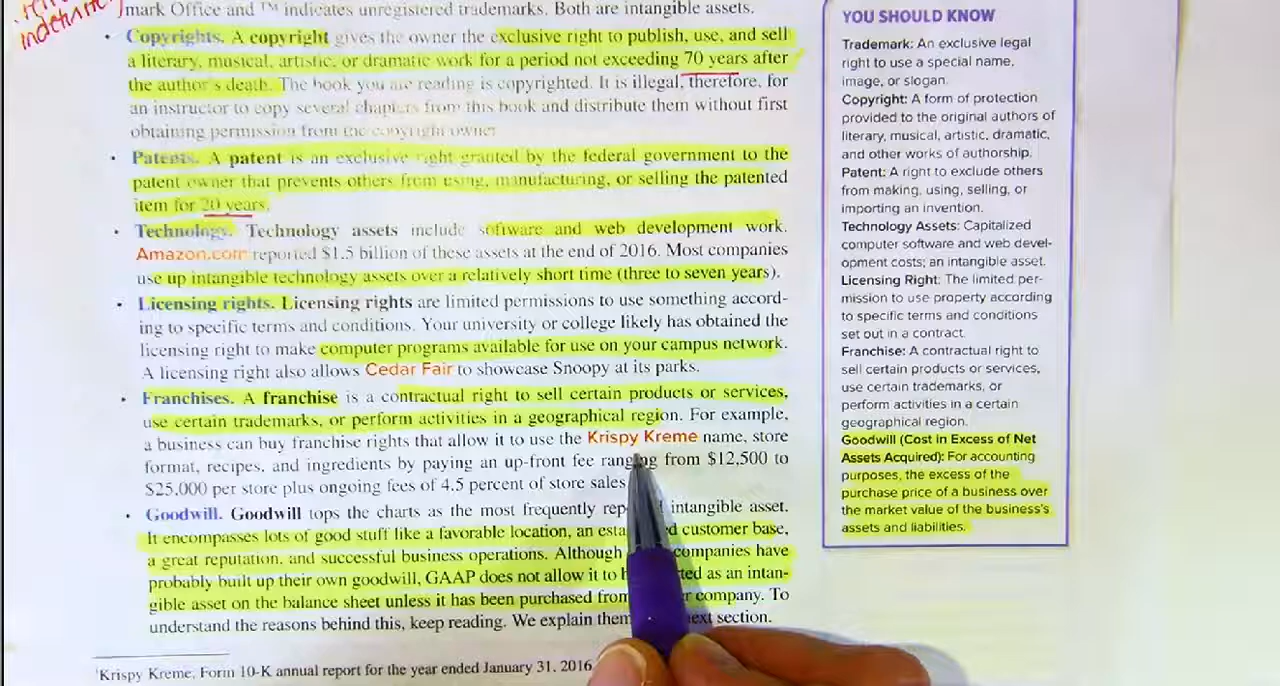 indefinite
mark Office and ™ indicates unregistered trademarks. Both are intangible assets.
• Copyrights. A copyright gives the owner the exclusive right to publish, use, and sell
a literary, musical, artistic, or dramatic work for a period not exceeding 70 years after
the author's death. The book you are reading is copyrighted. It is illegal, therefore, for
an instructor to copy several chapters from this book and distribute them without first
obtaining permission from the copyright owner.
• Patents. A patent is an exclusive right granted by the federal government to the
patent owner that prevents others from using, manufacturing, or selling the patented
item for 20 years.
• Technology. Technology assets include software and web development work.
Amazon.com reported $1.5 billion of these assets at the end of 2016. Most companies
use up intangible technology assets over a relatively short time (three to seven years).
• Licensing rights. Licensing rights are limited permissions to use something accord-
ing to specific terms and conditions. Your university or college likely has obtained the
licensing right to make computer programs available for use on your campus network.
A licensing right also allows Cedar Fair to showcase Snoopy at its parks.
• Franchises. A franchise is a contractual right to sell certain products or services,
use certain trademarks, or perform activities in a geographical region. For example,
a business can buy franchise rights that allow it to use the Krispy Kreme name, store
format, recipes, and ingredients by paying an up-front fee ranging from $12,500 to
$25,000 per store plus ongoing fees of 4.5 percent of store sales
• Goodwill. Goodwill tops the charts as the most frequently intangible asset.
It encompasses lots of good stuff like a favorable location, an customer base,
a great reputation, and successful business operations. Although companies have
probably built up their own goodwill, GAAP does not allow it to as an intan-
gible asset on the balance sheet unless it has been purchased from company. To
understand the reasons behind this, keep reading. We explain them next section.
¹Krispy Kreme, Form 10-K annual report for the year ended January 31, 2016
YOU SHOULD KNOW
Trademark: An exclusive legal
right to use a special name,
image, or slogan.
Copyright: A form of protection
provided to the original authors of
literary, musical, artistic, dramatic,
and other works of authorship.
Patent: A right to exclude others
from making, using, selling, or
importing an invention.
Technology Assets: Capitalized
computer software and web devel-
opment costs; an intangible asset.
Licensing Right: The limited per-
mission to use property according
to specific terms and conditions
set out in a contract.
Franchise: A contractual right to
sell certain products or services,
use certain trademarks, or
perform activities in a certain
geographical region.
Goodwill (Cost in Excess of Net
Assets Acquired): For accounting
purposes, the excess of the
purchase price of a business over
the market value of the business's
assets and liabilities.